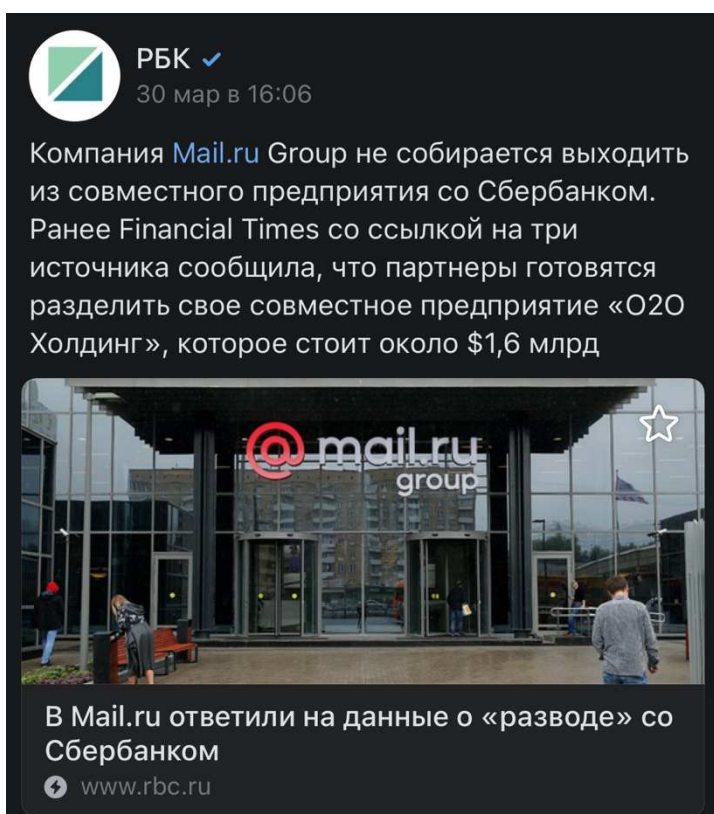 РБК
30 мар в 16:06
Компания Mail.ru Group не собирается выходить
из совместного предприятия со Сбербанком.
Ранее Financial Times со ссылкой на три
источника сообщила, что партнеры готовятся
разделить свое совместное предприятие «О2О
Холдинг», которое стоит около $1,6 млрд
@ mail.ru
group
В Mail.ru ответили на данные о «разводе» со
Сбербанком
www.rbc.ru